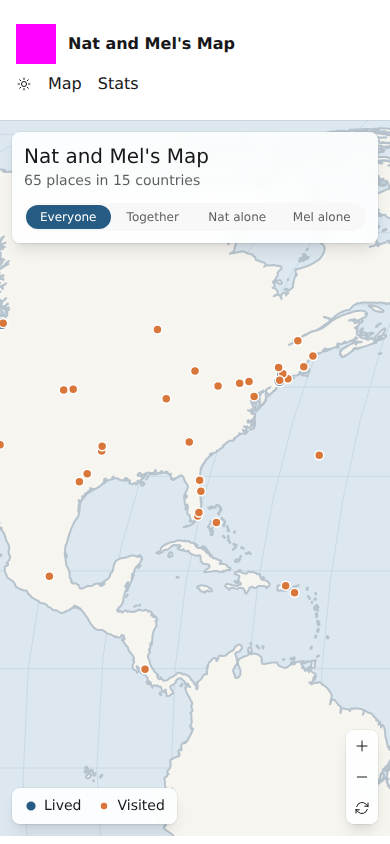 Nat and Mel's Map
Map Stats
Nat and Mel's Map
65 places in 15 countries
Everyone Together Nat alone Mel alone
Lived Visited